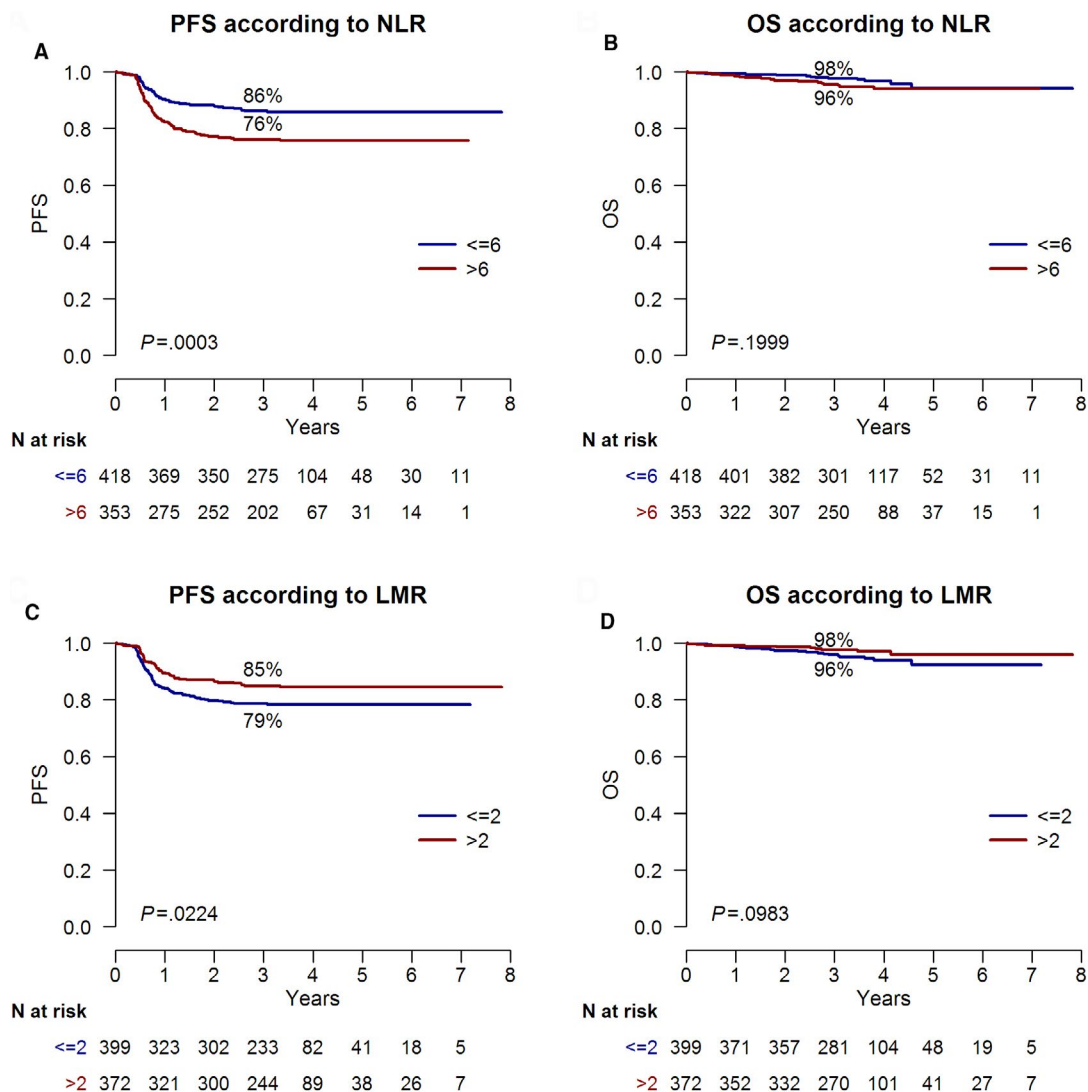 PFS according to NLR
A
1.0
0.8
0.6
0.4
0.2
0.0
PFS
86%
76%
<=6
>6
P=.0003
0 1 2 3 4 5 6 7 8
Years
N at risk
<=6 418 369 350 275 104 48 30 11
>6 353 275 252 202 67 31 14 1
OS according to NLR
B
1.0
0.8
0.6
0.4
0.2
0.0
OS
98%
96%
<=6
>6
P=.1999
0 1 2 3 4 5 6 7 8
Years
N at risk
<=6 418 401 382 301 117 52 31 11
>6 353 322 307 250 88 37 15 1
PFS according to LMR
C
1.0
0.8
0.6
0.4
0.2
0.0
PFS
85%
79%
<=2
>2
P=.0224
0 1 2 3 4 5 6 7 8
Years
N at risk
<=2 399 323 302 233 82 41 18 5
>2 372 321 300 244 89 38 26 7
OS according to LMR
D
1.0
0.8
0.6
0.4
0.2
0.0
OS
98%
96%
<=2
>2
P=.0983
0 1 2 3 4 5 6 7 8
Years
N at risk
<=2 399 371 357 281 104 48 19 5
>2 372 352 332 270 101 41 27 7